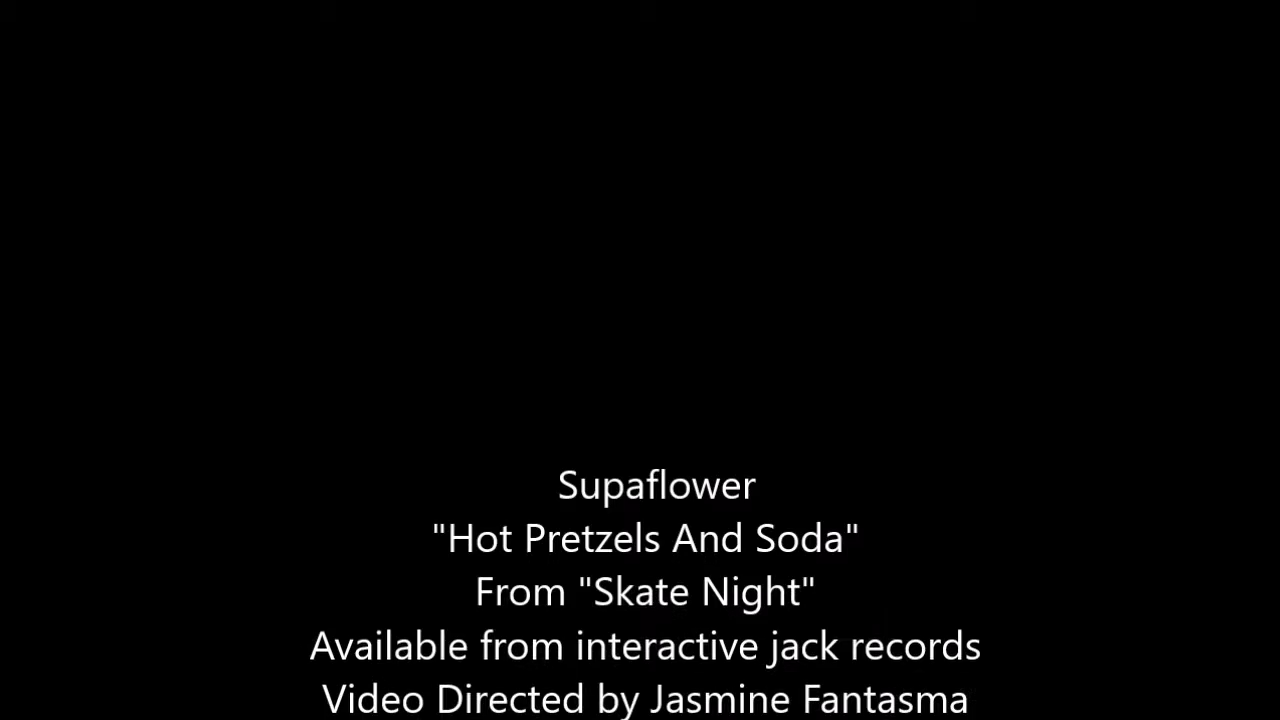 Supaflower
"Hot Pretzels And Soda"
From "Skate Night"
Available from interactive jack records
Video Directed by Jasmine Fantasma